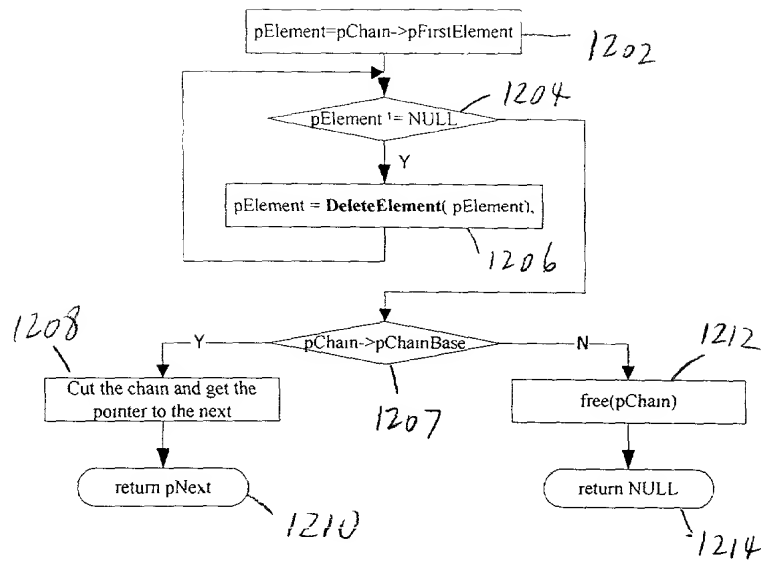 pElement=pChain->pFirstElement
1202
1204
pElement != NULL
Y
pElement = DeleteElement( pElement),
1206
1208
Y
pChain->pChainBase
N
1212
Cut the chain and get the
pointer to the next
1207
free(pChain)
return pNext
1210
return NULL
1214